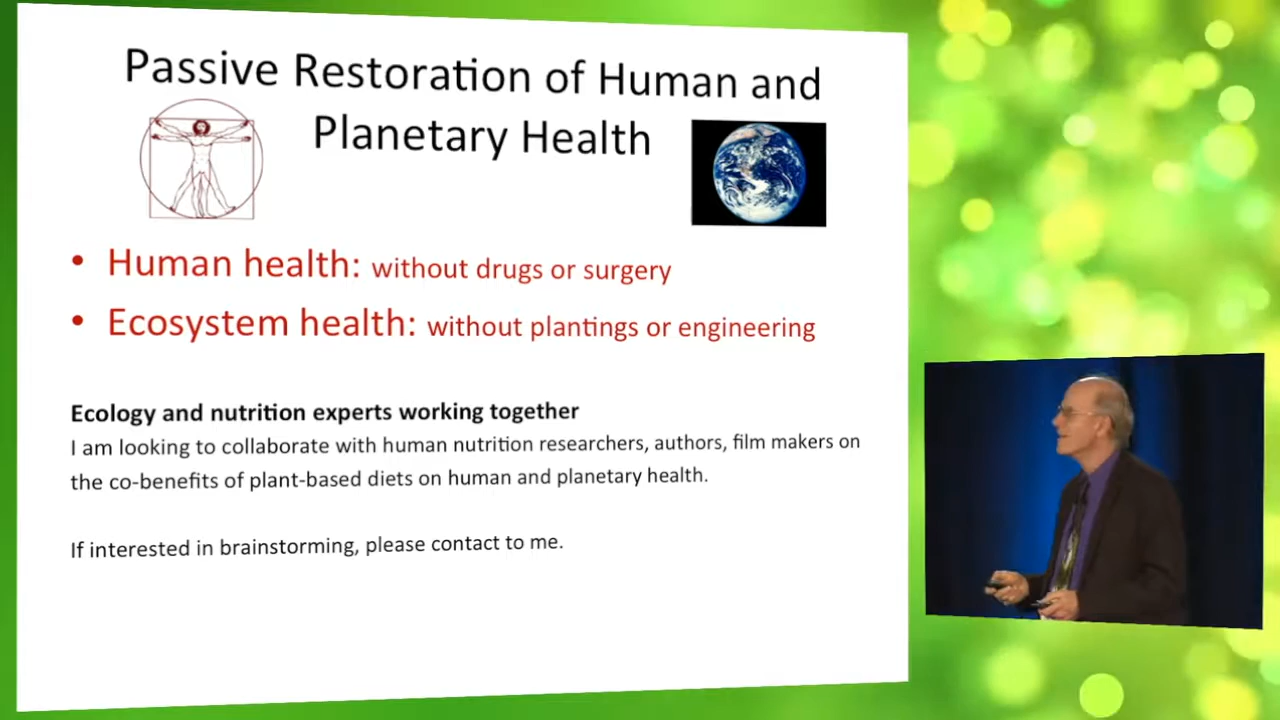 Passive Restoration of Human and
Planetary Health
• Human health: without drugs or surgery
• Ecosystem health: without plantings or engineering
Ecology and nutrition experts working together
I am looking to collaborate with human nutrition researchers, authors, film makers on
the co-benefits of plant-based diets on human and planetary health.
If interested in brainstorming, please contact to me.